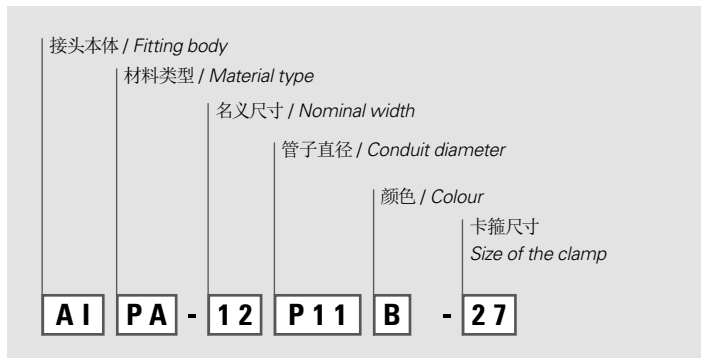 接头本体 / Fitting body
材料类型 / Material type
名义尺寸 / Nominal width
管子直径 / Conduit diameter
颜色 / Colour
卡箍尺寸
Size of the clamp
AI PA - 12 P11 B - 27